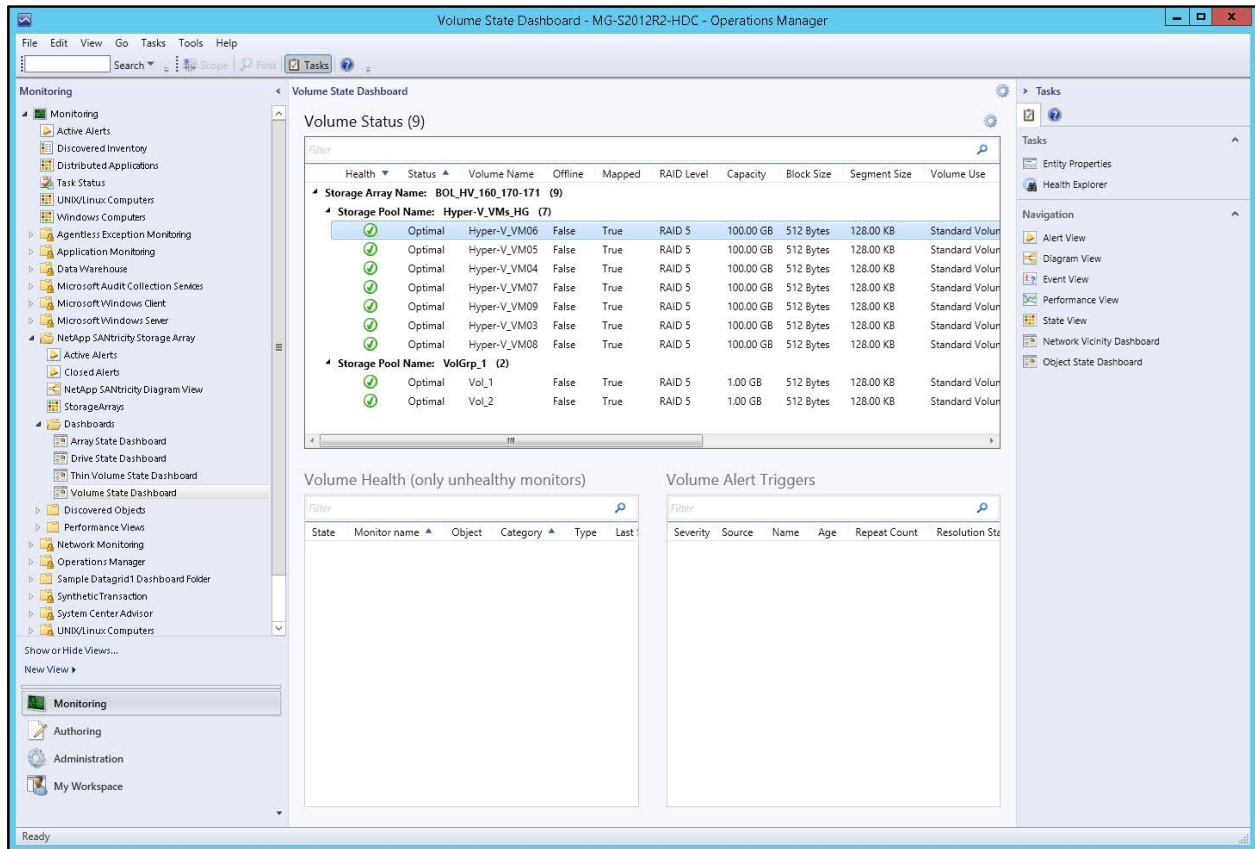 Volume State Dashboard - MG-S2012R2-HDC - Operations Manager
File Edit View Go Tasks Tools Help
Search Scope Find Tasks
Monitoring
Monitoring
Active Alerts
Discovered Inventory
Distributed Applications
Task Status
UNIX/Linux Computers
Windows Computers
Agentless Exception Monitoring
Application Monitoring
Data Warehouse
Microsoft Audit Collection Services
Microsoft Windows Client
Microsoft Windows Server
NetApp SANtricity Storage Array
Active Alerts
Closed Alerts
NetApp SANtricity Diagram View
StorageArrays
Dashboards
Array State Dashboard
Drive State Dashboard
Thin Volume State Dashboard
Volume State Dashboard
Discovered Objects
Performance Views
Network Monitoring
Operations Manager
Sample Datagrid1 Dashboard Folder
Synthetic Transaction
System Center Advisor
UNIX/Linux Computers
Show or Hide Views...
New View
Monitoring
Authoring
Administration
My Workspace
Ready
Volume State Dashboard
Volume Status (9)
Filter
Health Status Volume Name Offline Mapped RAID Level Capacity Block Size Segment Size Volume Use
Storage Array Name: BOL_HV_160_170-171 (9)
Storage Pool Name: Hyper-V_VMs_HG (7)
Optimal Hyper-V_VM06 False True RAID 5 100.00 GB 512 Bytes 128.00 KB Standard Volun
Optimal Hyper-V_VM05 False True RAID 5 100.00 GB 512 Bytes 128.00 KB Standard Volun
Optimal Hyper-V_VM04 False True RAID 5 100.00 GB 512 Bytes 128.00 KB Standard Volun
Optimal Hyper-V_VM07 False True RAID 5 100.00 GB 512 Bytes 128.00 KB Standard Volun
Optimal Hyper-V_VM09 False True RAID 5 100.00 GB 512 Bytes 128.00 KB Standard Volun
Optimal Hyper-V_VM03 False True RAID 5 100.00 GB 512 Bytes 128.00 KB Standard Volun
Optimal Hyper-V_VM08 False True RAID 5 100.00 GB 512 Bytes 128.00 KB Standard Volun
Storage Pool Name: VolGrp_1 (2)
Optimal Vol_1 False True RAID 5 1.00 GB 512 Bytes 128.00 KB Standard Volun
Optimal Vol_2 False True RAID 5 1.00 GB 512 Bytes 128.00 KB Standard Volun
Volume Health (only unhealthy monitors)
Filter
State Monitor name Object Category Type Last
Volume Alert Triggers
Filter
Severity Source Name Age Repeat Count Resolution Sta
Tasks
Tasks
Entity Properties
Health Explorer
Navigation
Alert View
Diagram View
Event View
Performance View
State View
Network Vicinity Dashboard
Object State Dashboard